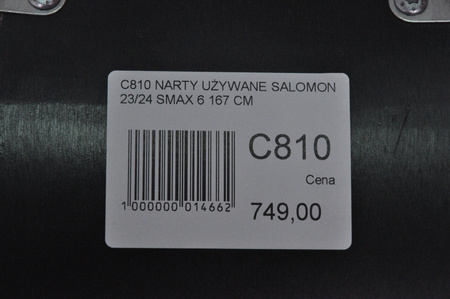 C810 NARTY UŻYWANE SALOMON
23/24 SMAX 6 167 CM
C810
Cena
1 000000 014662
749,00